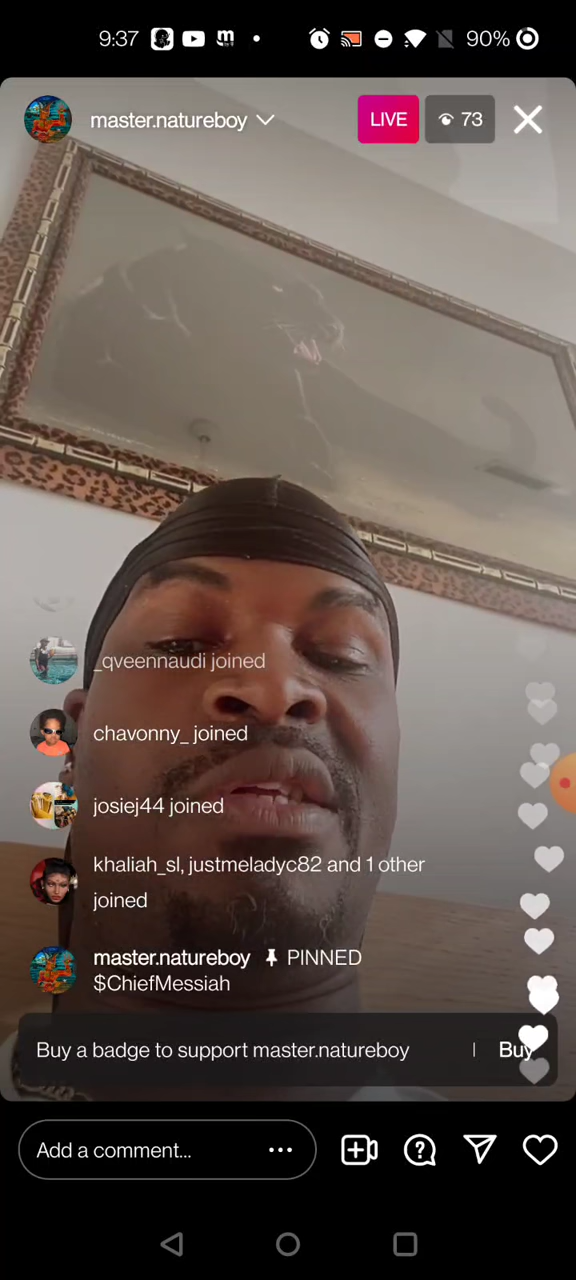 9:37
90%
master.natureboy
LIVE
73
_qveennaudi joined
chavonny_ joined
josiej44 joined
khaliah_sl, justmeladyc82 and 1 other
joined
master.natureboy PINNED
$ChiefMessiah
Buy a badge to support master.natureboy | Buy
Add a comment...